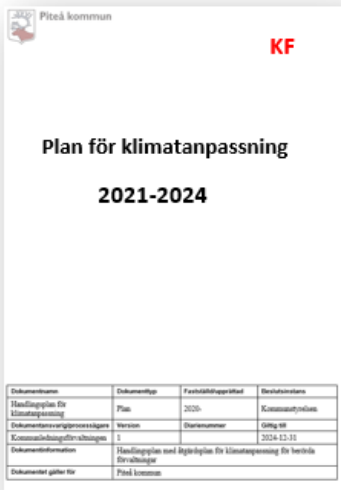 Piteå kommun
KF
Plan för klimatanpassning
2021-2024
Dokumentnamn Dokumenttyp Fastställd/upprättad Beslutsinstans
Handlingsplan för klimatanpassning Plan 2020- Kommunstyrelsen
Dokumentansvarig/processägare Version Diarienummer Giltig till
Kommunledningsförvaltningen 1 2024-12-31
Dokumentinformation Handlingsplan med åtgärdsplan för klimatanpassning för berörda
förvaltningar
Dokumentet gäller för Piteå kommun